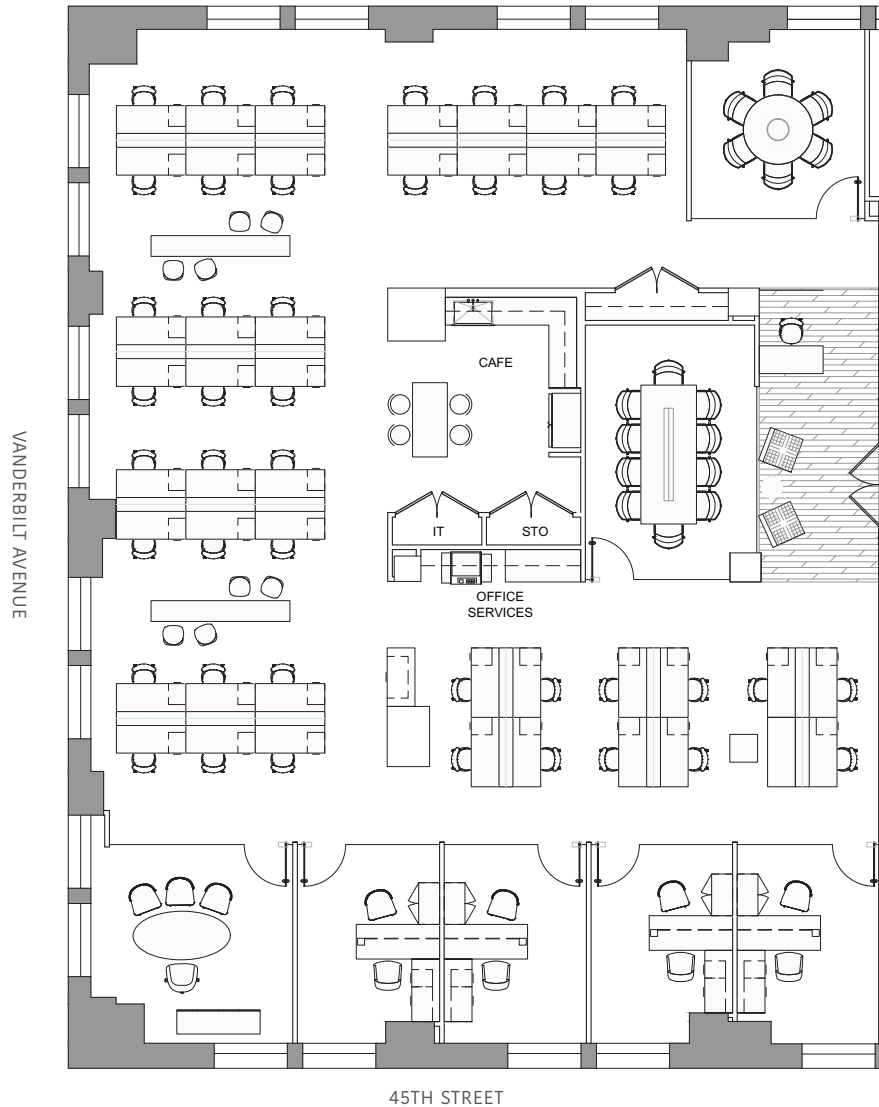 CAFE
VANDERBILT AVENUE
IT
STO
OFFICE
SERVICES
45TH STREET